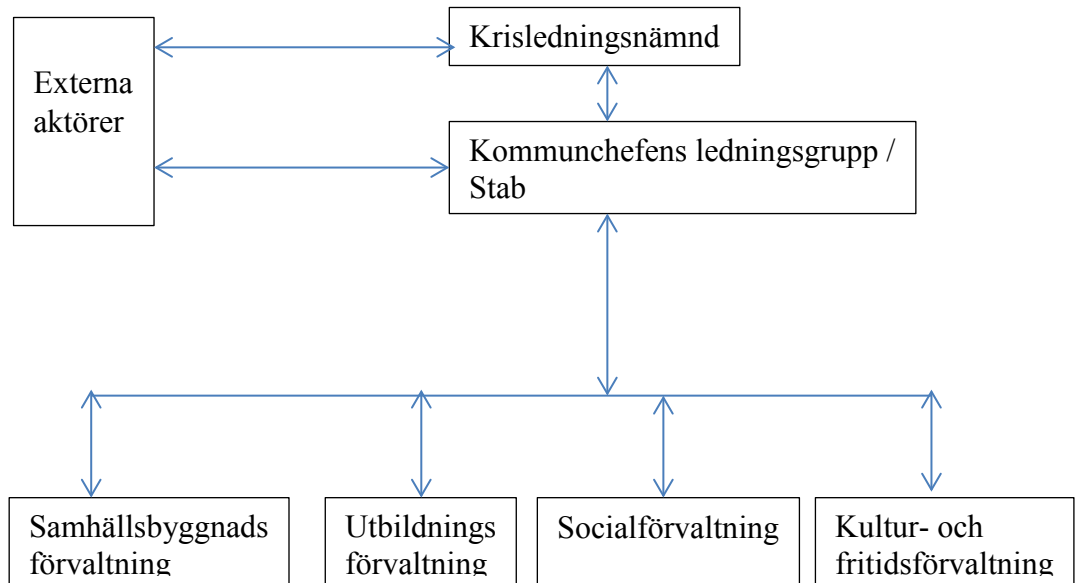 Krisledningsnämnd
Externa
aktörer
Kommunchefens ledningsgrupp /
Stab
Samhällsbyggnads
förvaltning
Utbildnings
förvaltning
Socialförvaltning
Kultur- och
fritidsförvaltning